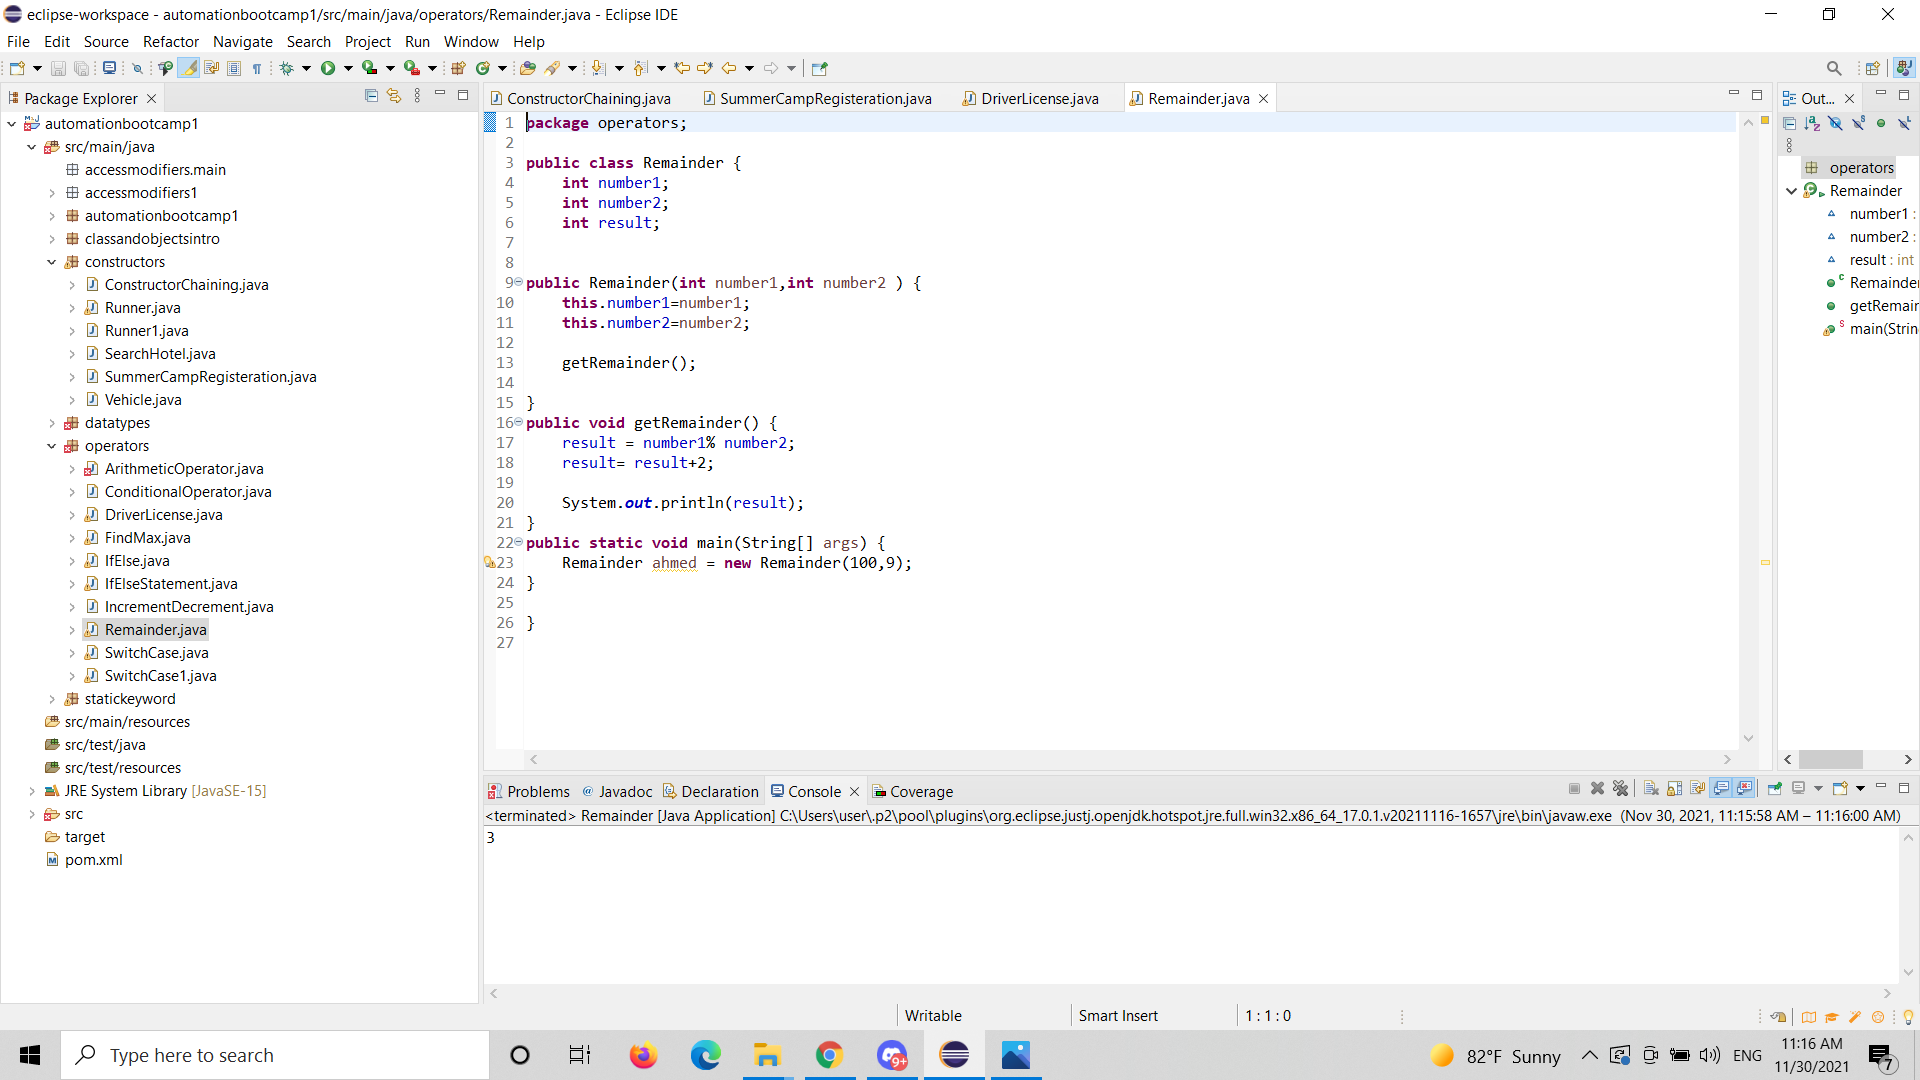 eclipse-workspace - automationbootcamp1/src/main/java/operators/Remainder.java - Eclipse IDE
File Edit Source Refactor Navigate Search Project Run Window Help
Package Explorer
automationbootcamp1
src/main/java
accessmodifiers.main
accessmodifiers1
automationbootcamp1
classandobjectsintro
constructors
ConstructorChaining.java
Runner.java
Runner1.java
SearchHotel.java
SummerCampRegisteration.java
Vehicle.java
datatypes
operators
ArithmeticOperator.java
ConditionalOperator.java
DriverLicense.java
FindMax.java
IfElse.java
IfElseStatement.java
IncrementDecrement.java
Remainder.java
SwitchCase.java
SwitchCase1.java
statickeyword
src/main/resources
src/test/java
src/test/resources
JRE System Library [JavaSE-15]
src
target
pom.xml
ConstructorChaining.java SummerCampRegisteration.java DriverLicense.java Remainder.java
1 package operators;
2
3 public class Remainder {
4 int number1;
5 int number2;
6 int result;
7
8
9 public Remainder(int number1,int number2 ) {
10 this.number1=number1;
11 this.number2=number2;
12
13 getRemainder();
14
15 }
16 public void getRemainder() {
17 result = number1% number2;
18 result= result+2;
19
20 System.out.println(result);
21 }
22 public static void main(String[] args) {
23 Remainder ahmed = new Remainder(100,9);
24 }
25
26 }
27
Out...
operators
Remainder
number1 :
number2 :
result : int
Remainder
getRemain
main(Strin
Problems @ Javadoc Declaration Console Coverage
<terminated> Remainder [Java Application] C:\Users\user\.p2\pool\plugins\org.eclipse.justj.openjdk.hotspot.jre.full.win32.x86_64_17.0.1.v20211116-1657\jre\bin\javaw.exe (Nov 30, 2021, 11:15:58 AM – 11:16:00 AM)
3
Writable Smart Insert 1 : 1 : 0
Type here to search
9+
82°F Sunny ENG
11:16 AM
11/30/2021
7